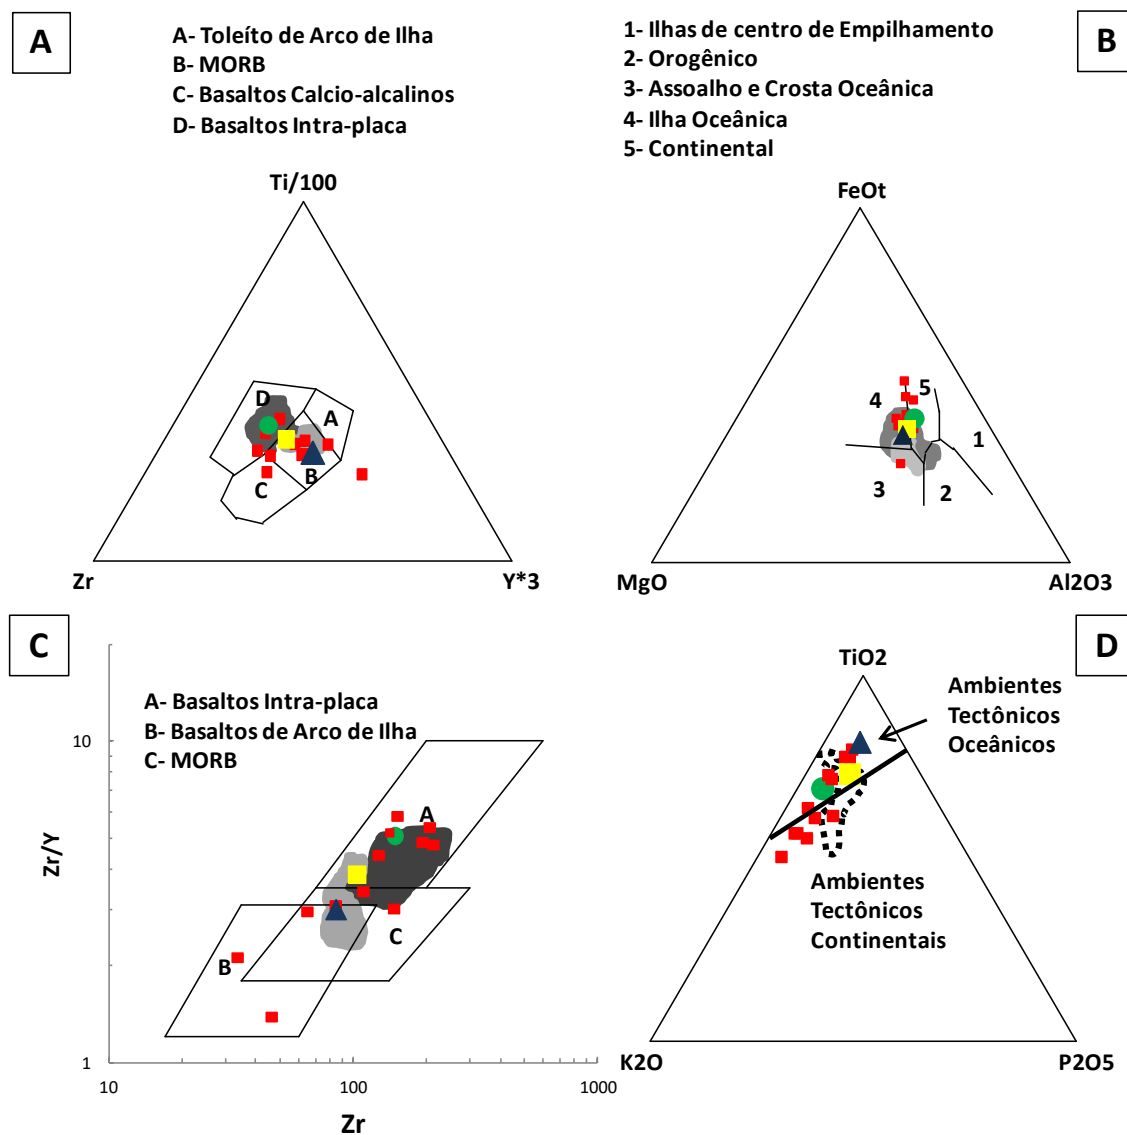 A
A- Toleíto de Arco de Ilha
B- MORB
C- Basaltos Calcio-alcalinos
D- Basaltos Intra-placa
Ti/100
D
A
B
C
Zr
Y*3
B
1- Ilhas de centro de Empilhamento
2- Orogênico
3- Assoalho e Crosta Oceânica
4- Ilha Oceânica
5- Continental
FeOt
4
5
1
3
2
MgO
Al2O3
C
A- Basaltos Intra-placa
B- Basaltos de Arco de Ilha
C- MORB
10
A
Zr/Y
C
B
1
10
100
1000
Zr
D
TiO2
Ambientes
Tectônicos
Oceânicos
Ambientes
Tectônicos
Continentais
K2O
P2O5